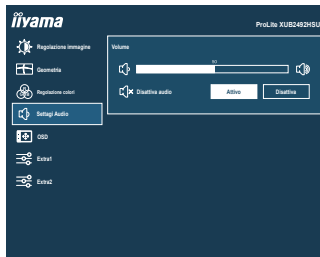 iiyama
ProLite XUB2492HSU
Regolazione immagine
Geometria
Regolazione colori
Settagi Audio
OSD
Extra1
Extra2
Volume
Disattiva audio
Attivo
Disattiva